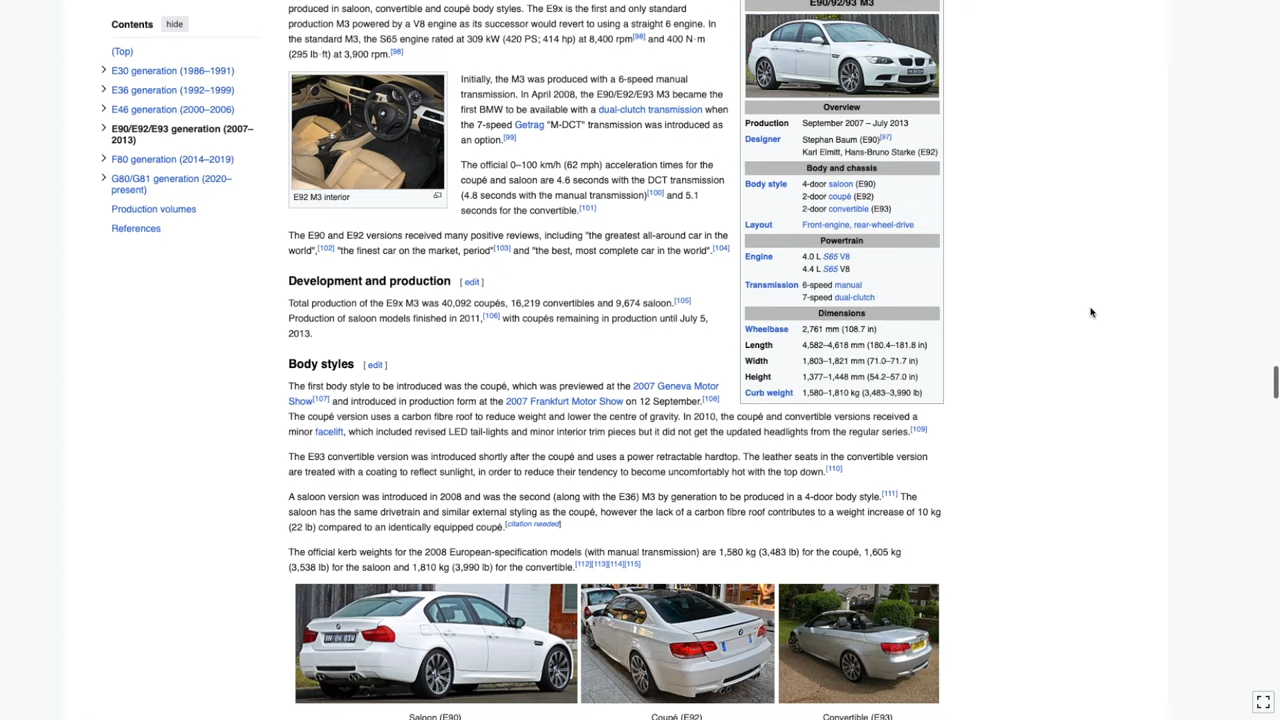 Contents hide
(Top)
E30 generation (1986–1991)
E36 generation (1992–1999)
E46 generation (2000–2006)
E90/E92/E93 generation (2007–
2013)
F80 generation (2014–2019)
G80/G81 generation (2020–
present)
Production volumes
References
produced in saloon, convertible and coupé body styles. The E9x is the first and only standard
production M3 powered by a V8 engine as its successor would revert to using a straight 6 engine. In
the standard M3, the S65 engine rated at 309 kW (420 PS; 414 hp) at 8,400 rpm[98] and 400 N·m
(295 lb·ft) at 3,900 rpm.[98]
E92 M3 interior
Initially, the M3 was produced with a 6-speed manual
transmission. In April 2008, the E90/E92/E93 M3 became the
first BMW to be available with a dual-clutch transmission when
the 7-speed Getrag "M-DCT" transmission was introduced as
an option.[99]
The official 0–100 km/h (62 mph) acceleration times for the
coupé and saloon are 4.6 seconds with the DCT transmission
(4.8 seconds with the manual transmission)[100] and 5.1
seconds for the convertible.[101]
The E90 and E92 versions received many positive reviews, including "the greatest all-around car in the
world",[102] "the finest car on the market, period"[103] and "the best, most complete car in the world".[104]
Development and production [ edit ]
Total production of the E9x M3 was 40,092 coupés, 16,219 convertibles and 9,674 saloon.[105]
Production of saloon models finished in 2011,[106] with coupés remaining in production until July 5,
2013.
Body styles [ edit ]
The first body style to be introduced was the coupé, which was previewed at the 2007 Geneva Motor
Show[107] and introduced in production form at the 2007 Frankfurt Motor Show on 12 September.[108]
The coupé version uses a carbon fibre roof to reduce weight and lower the centre of gravity. In 2010, the coupé and convertible versions received a
minor facelift, which included revised LED tail-lights and minor interior trim pieces but it did not get the updated headlights from the regular series.[109]
The E93 convertible version was introduced shortly after the coupé and uses a power retractable hardtop. The leather seats in the convertible version
are treated with a coating to reflect sunlight, in order to reduce their tendency to become uncomfortably hot with the top down.[110]
A saloon version was introduced in 2008 and was the second (along with the E36) M3 by generation to be produced in a 4-door body style.[111] The
saloon has the same drivetrain and similar external styling as the coupé, however the lack of a carbon fibre roof contributes to a weight increase of 10 kg
(22 lb) compared to an identically equipped coupé.[citation needed]
The official kerb weights for the 2008 European-specification models (with manual transmission) are 1,580 kg (3,483 lb) for the coupé, 1,605 kg
(3,538 lb) for the saloon and 1,810 kg (3,990 lb) for the convertible.[112][113][114][115]
Saloon (E90) Coupé (E92) Convertible (E93)
E90/92/93 M3
Overview
Production September 2007 – July 2013
Designer Stephan Baum (E90)[97]
Karl Elmitt, Hans-Bruno Starke (E92)
Body and chassis
Body style 4-door saloon (E90)
2-door coupé (E92)
2-door convertible (E93)
Layout Front-engine, rear-wheel-drive
Powertrain
Engine 4.0 L S65 V8
4.4 L S65 V8
Transmission 6-speed manual
7-speed dual-clutch
Dimensions
Wheelbase 2,761 mm (108.7 in)
Length 4,582–4,618 mm (180.4–181.8 in)
Width 1,803–1,821 mm (71.0–71.7 in)
Height 1,377–1,448 mm (54.2–57.0 in)
Curb weight 1,580–1,810 kg (3,483–3,990 lb)